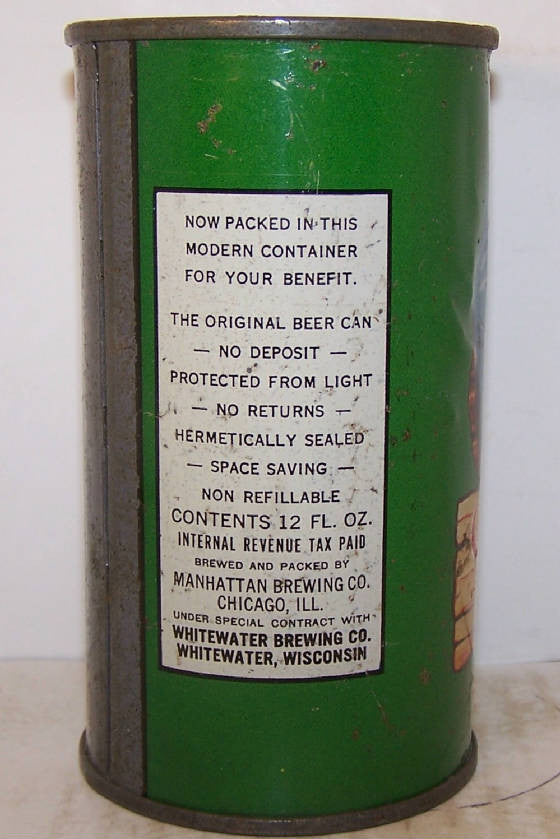 NOW PACKED IN THIS
MODERN CONTAINER
FOR YOUR BENEFIT.
THE ORIGINAL BEER CAN
— NO DEPOSIT —
PROTECTED FROM LIGHT
— NO RETURNS —
HERMETICALLY SEALED
— SPACE SAVING —
NON REFILLABLE
CONTENTS 12 FL. OZ.
INTERNAL REVENUE TAX PAID
BREWED AND PACKED BY
MANHATTAN BREWING CO.
CHICAGO, ILL.
UNDER SPECIAL CONTRACT WITH
WHITEWATER BREWING CO.
WHITEWATER, WISCONSIN